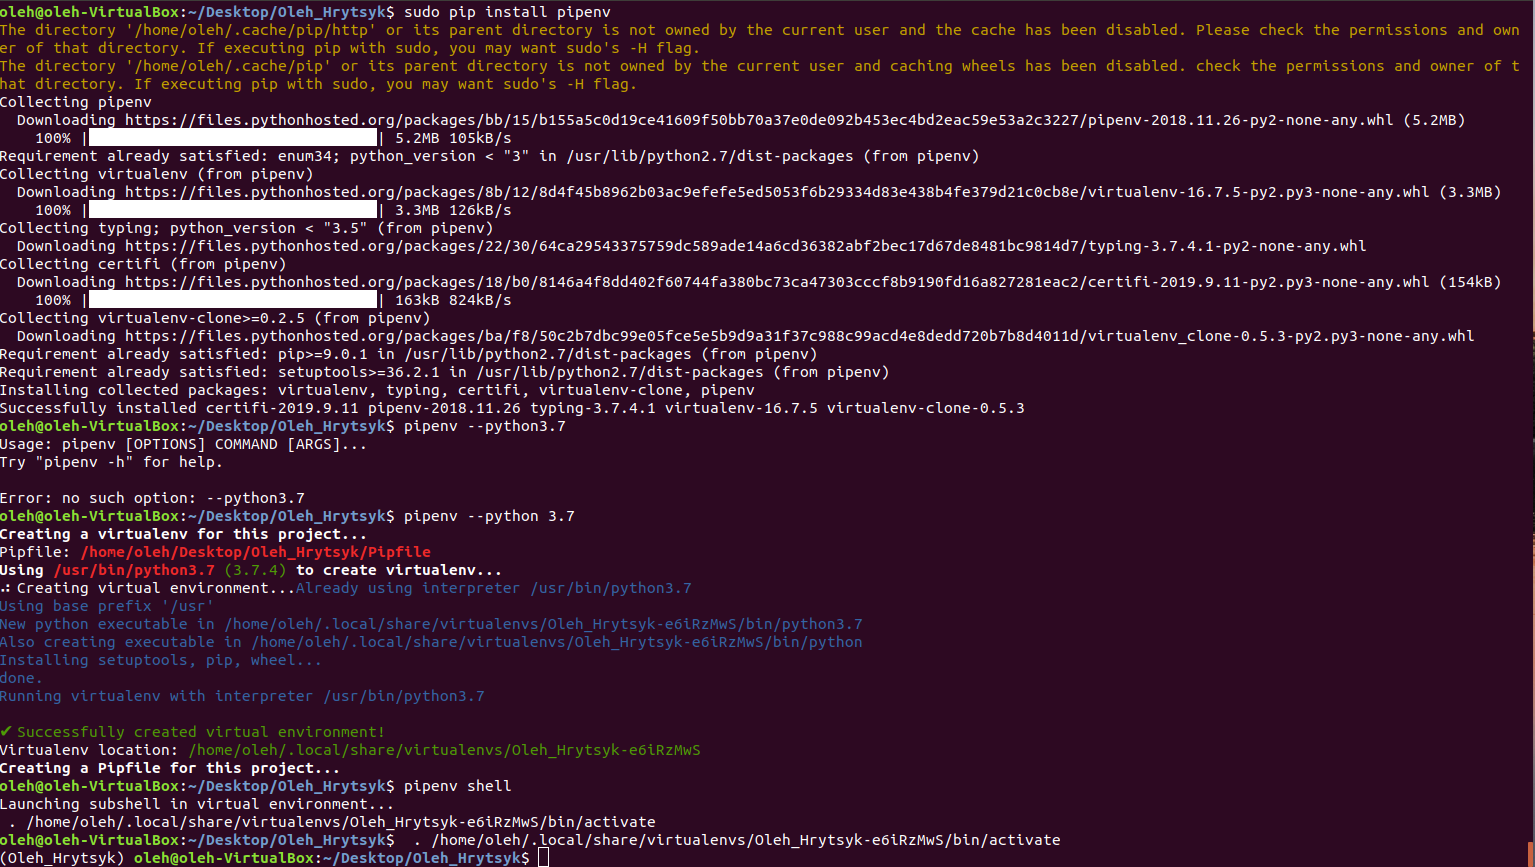 oleh@oleh-VirtualBox:~/Desktop/Oleh_Hrytsyk$ sudo pip install pipenv
The directory '/home/oleh/.cache/pip/http' or its parent directory is not owned by the current user and the cache has been disabled. Please check the permissions and own
er of that directory. If executing pip with sudo, you may want sudo's -H flag.
The directory '/home/oleh/.cache/pip' or its parent directory is not owned by the current user and caching wheels has been disabled. check the permissions and owner of t
hat directory. If executing pip with sudo, you may want sudo's -H flag.
Collecting pipenv
  Downloading https://files.pythonhosted.org/packages/bb/15/b155a5c0d19ce41609f50bb70a37e0de092b453ec4bd2eac59e53a2c3227/pipenv-2018.11.26-py2-none-any.whl (5.2MB)
    100% |████████████████████████████████| 5.2MB 105kB/s
Requirement already satisfied: enum34; python_version < "3" in /usr/lib/python2.7/dist-packages (from pipenv)
Collecting virtualenv (from pipenv)
  Downloading https://files.pythonhosted.org/packages/8b/12/8d4f45b8962b03ac9efefe5ed5053f6b29334d83e438b4fe379d21c0cb8e/virtualenv-16.7.5-py2.py3-none-any.whl (3.3MB)
    100% |████████████████████████████████| 3.3MB 126kB/s
Collecting typing; python_version < "3.5" (from pipenv)
  Downloading https://files.pythonhosted.org/packages/22/30/64ca29543375759dc589ade14a6cd36382abf2bec17d67de8481bc9814d7/typing-3.7.4.1-py2-none-any.whl
Collecting certifi (from pipenv)
  Downloading https://files.pythonhosted.org/packages/18/b0/8146a4f8dd402f60744fa380bc73ca47303cccf8b9190fd16a827281eac2/certifi-2019.9.11-py2.py3-none-any.whl (154kB)
    100% |████████████████████████████████| 163kB 824kB/s
Collecting virtualenv-clone>=0.2.5 (from pipenv)
  Downloading https://files.pythonhosted.org/packages/ba/f8/50c2b7dbc99e05fce5e5b9d9a31f37c988c99acd4e8dedd720b7b8d4011d/virtualenv_clone-0.5.3-py2.py3-none-any.whl
Requirement already satisfied: pip>=9.0.1 in /usr/lib/python2.7/dist-packages (from pipenv)
Requirement already satisfied: setuptools>=36.2.1 in /usr/lib/python2.7/dist-packages (from pipenv)
Installing collected packages: virtualenv, typing, certifi, virtualenv-clone, pipenv
Successfully installed certifi-2019.9.11 pipenv-2018.11.26 typing-3.7.4.1 virtualenv-16.7.5 virtualenv-clone-0.5.3
oleh@oleh-VirtualBox:~/Desktop/Oleh_Hrytsyk$ pipenv --python3.7
Usage: pipenv [OPTIONS] COMMAND [ARGS]...
Try "pipenv -h" for help.

Error: no such option: --python3.7
oleh@oleh-VirtualBox:~/Desktop/Oleh_Hrytsyk$ pipenv --python 3.7
Creating a virtualenv for this project...
Pipfile: /home/oleh/Desktop/Oleh_Hrytsyk/Pipfile
Using /usr/bin/python3.7 (3.7.4) to create virtualenv...
⠴ Creating virtual environment...Already using interpreter /usr/bin/python3.7
Using base prefix '/usr'
New python executable in /home/oleh/.local/share/virtualenvs/Oleh_Hrytsyk-e6iRzMwS/bin/python3.7
Also creating executable in /home/oleh/.local/share/virtualenvs/Oleh_Hrytsyk-e6iRzMwS/bin/python
Installing setuptools, pip, wheel...
done.
Running virtualenv with interpreter /usr/bin/python3.7

✔ Successfully created virtual environment!
Virtualenv location: /home/oleh/.local/share/virtualenvs/Oleh_Hrytsyk-e6iRzMwS
Creating a Pipfile for this project...
oleh@oleh-VirtualBox:~/Desktop/Oleh_Hrytsyk$ pipenv shell
Launching subshell in virtual environment...
 . /home/oleh/.local/share/virtualenvs/Oleh_Hrytsyk-e6iRzMwS/bin/activate
oleh@oleh-VirtualBox:~/Desktop/Oleh_Hrytsyk$  . /home/oleh/.local/share/virtualenvs/Oleh_Hrytsyk-e6iRzMwS/bin/activate
(Oleh_Hrytsyk) oleh@oleh-VirtualBox:~/Desktop/Oleh_Hrytsyk$